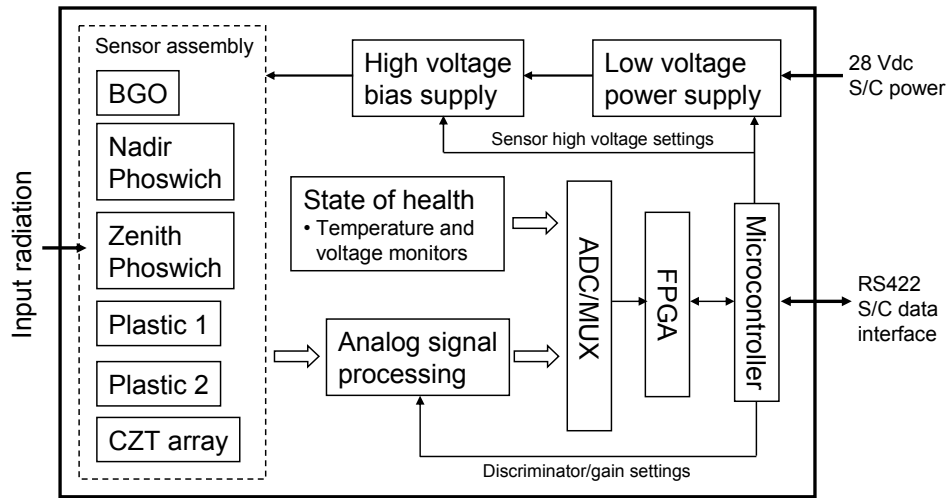 Sensor assembly
BGO
Nadir
Phoswich
Zenith
Phoswich
Plastic 1
Plastic 2
CZT array
Input radiation
High voltage
bias supply
Low voltage
power supply
28 Vdc
S/C power
Sensor high voltage settings
State of health
• Temperature and
voltage monitors
Analog signal
processing
ADC/MUX
FPGA
Microcontroller
RS422
S/C data
interface
Discriminator/gain settings